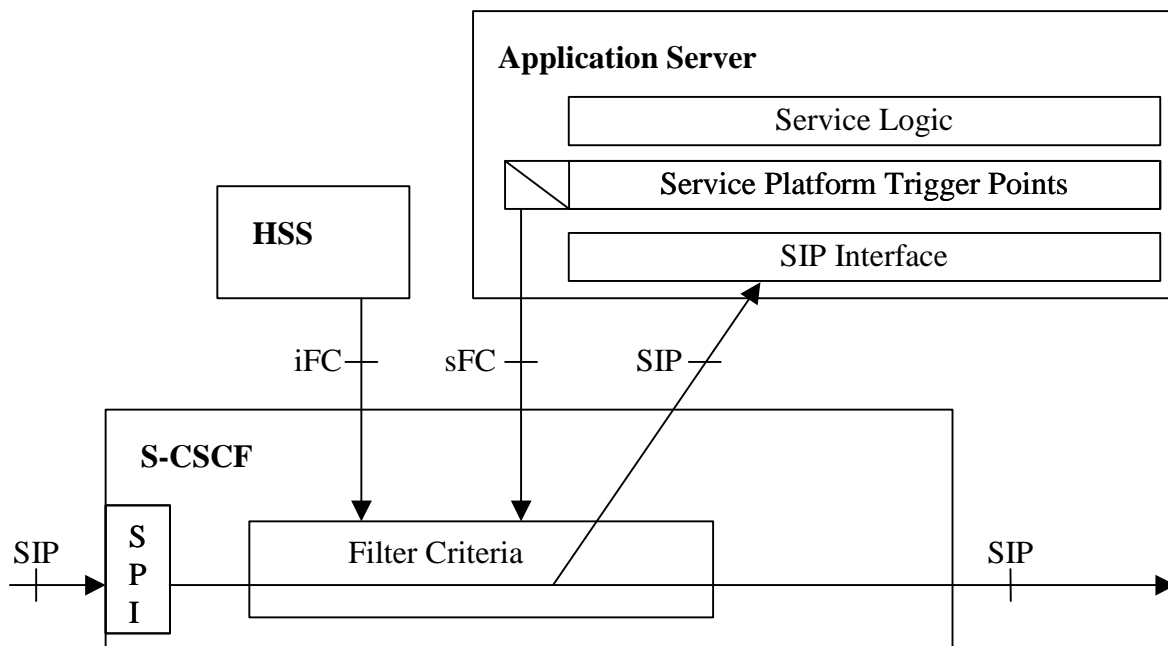 Application Server
Service Logic
Service Platform Trigger Points
HSS
SIP Interface
iFC
sFC
SIP
S-CSCF
S
P
I
Filter Criteria
SIP
SIP